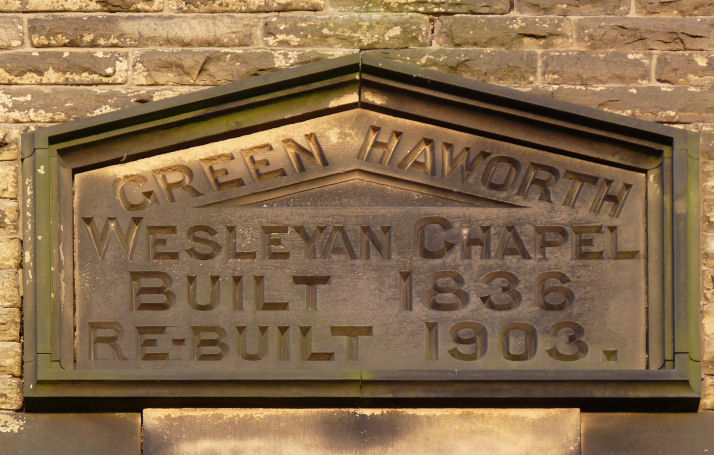 GREEN HAWORTH
WESLEYAN CHAPEL
BUILT 1836
RE-BUILT 1903.